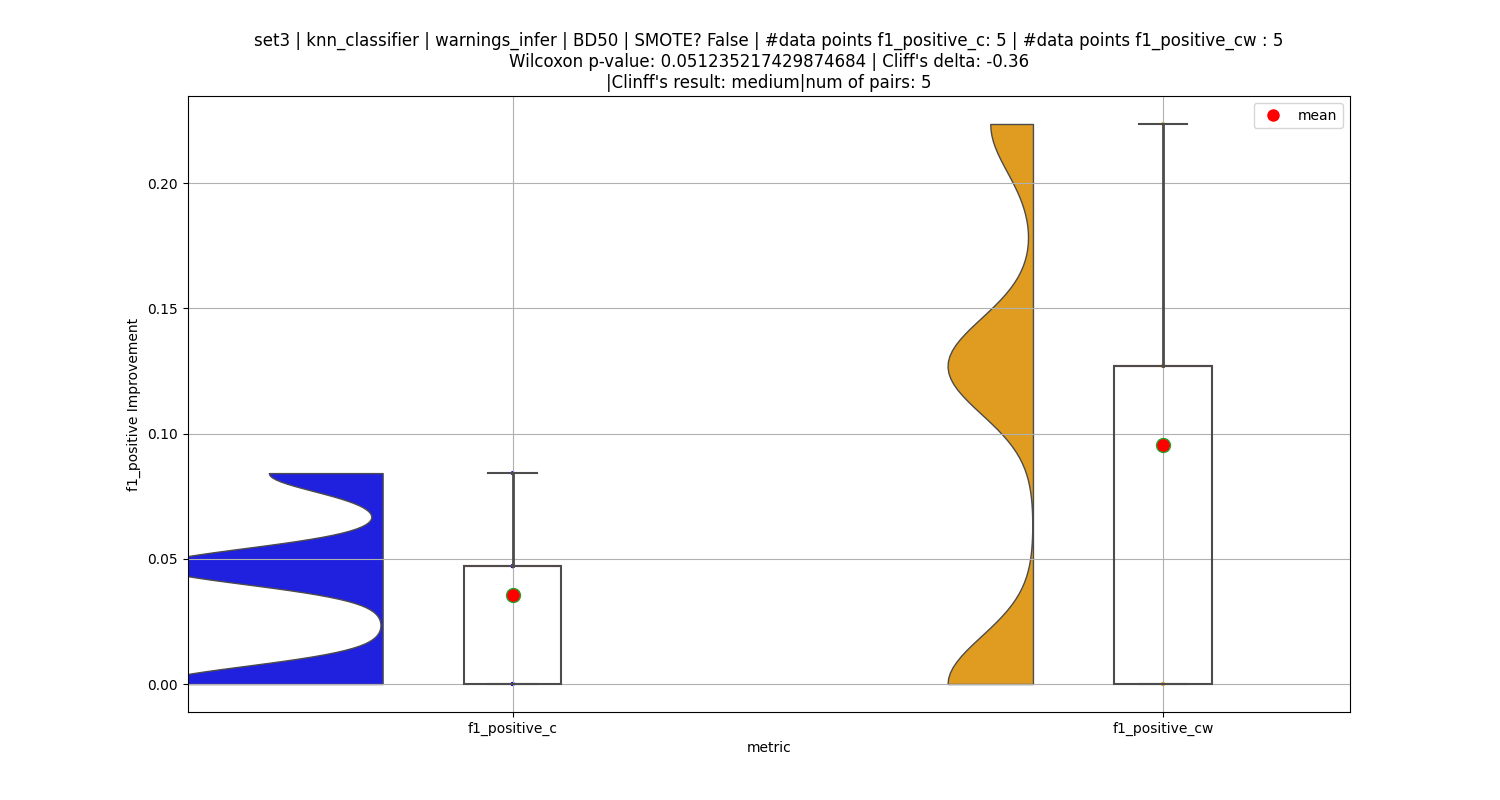 set3 | knn_classifier | warnings_infer | BD50 | SMOTE? False | #data points f1_positive_c: 5 | #data points f1_positive_cw : 5
Wilcoxon p-value: 0.051235217429874684 | Cliff's delta: -0.36
|Clinff's result: medium|num of pairs: 5
mean
0.20
0.15
0.10
0.05
0.00
f1_positive Improvement
f1_positive_c
f1_positive_cw
metric